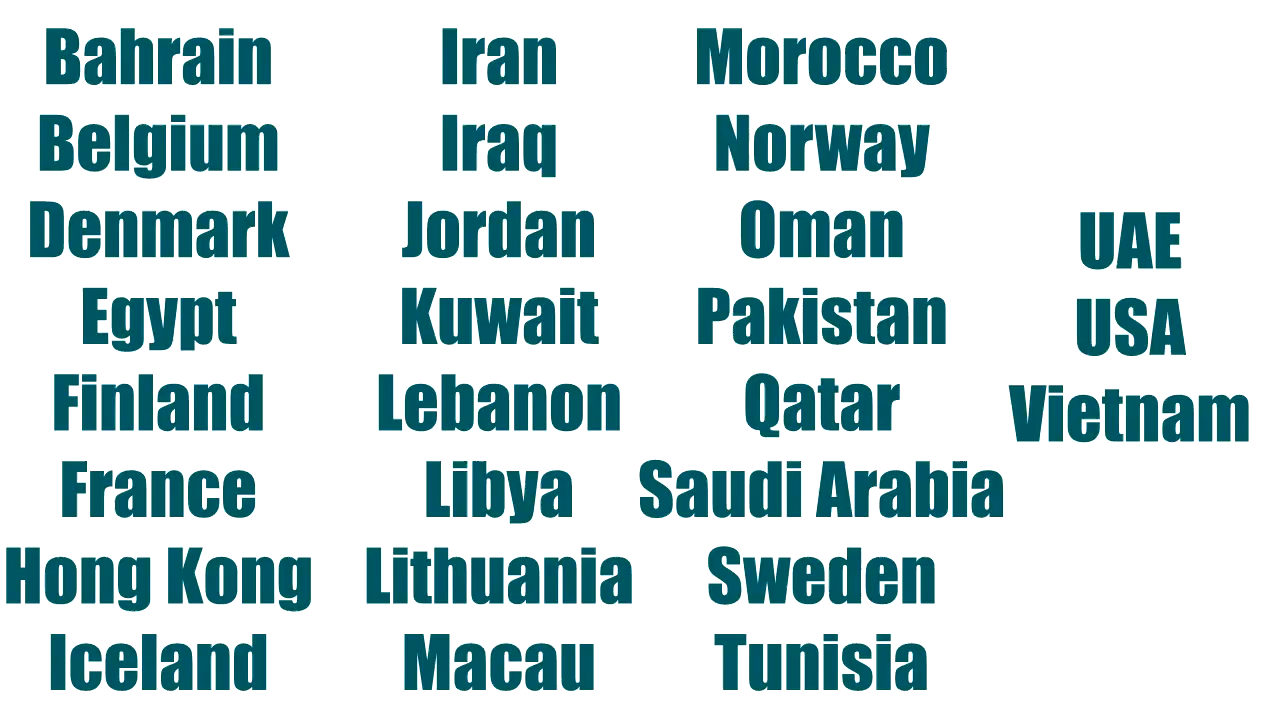 Bahrain
Belgium
Denmark
Egypt
Finland
France
Hong Kong
Iceland
Iran
Iraq
Jordan
Kuwait
Lebanon
Libya
Lithuania
Macau
Morocco
Norway
Oman
Pakistan
Qatar
Saudi Arabia
Sweden
Tunisia
UAE
USA
Vietnam